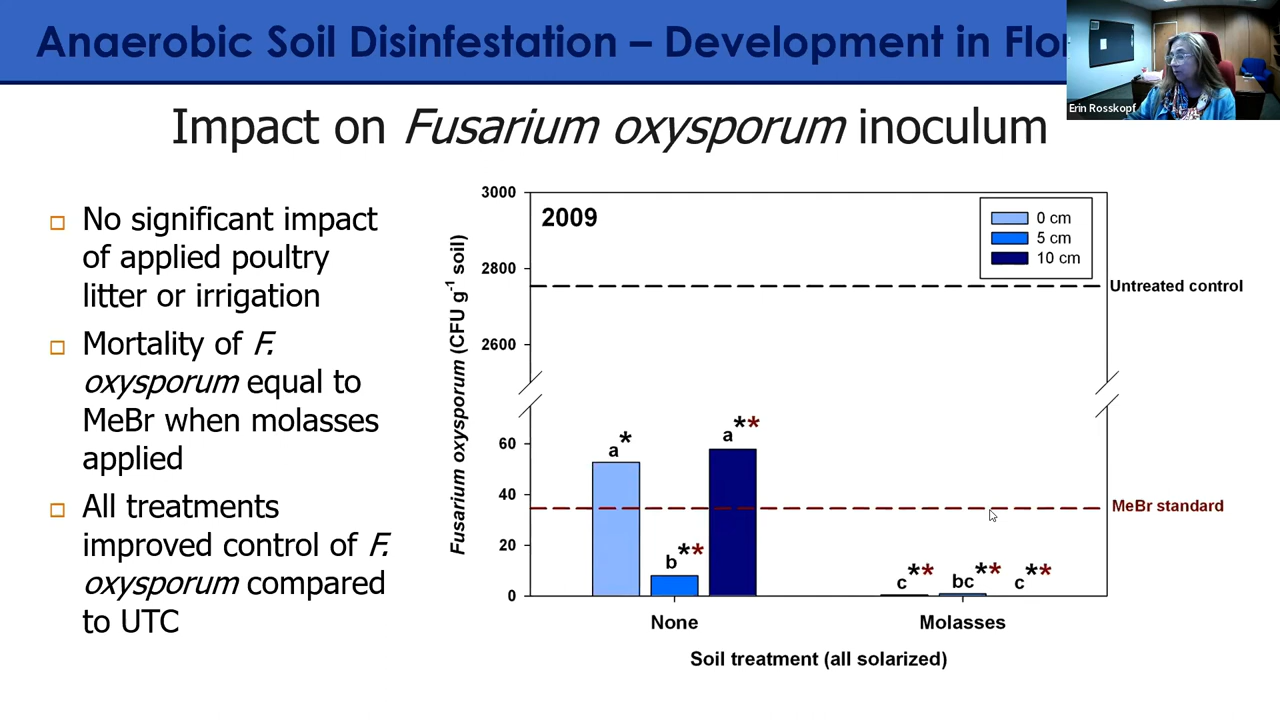 Anaerobic Soil Disinfestation – Development in Flor
Erin Rosskopf
Impact on Fusarium oxysporum inoculum
No significant impact
of applied poultry
litter or irrigation
Mortality of F.
oxysporum equal to
MeBr when molasses
applied
All treatments
improved control of F.
oxysporum compared
to UTC
Fusarium oxysporum (CFU g-1 soil)
3000
2800
2600
60
40
20
0
2009
0 cm
5 cm
10 cm
Untreated control
MeBr standard
a*
b**
a**
c**
bc**
c**
None
Molasses
Soil treatment (all solarized)